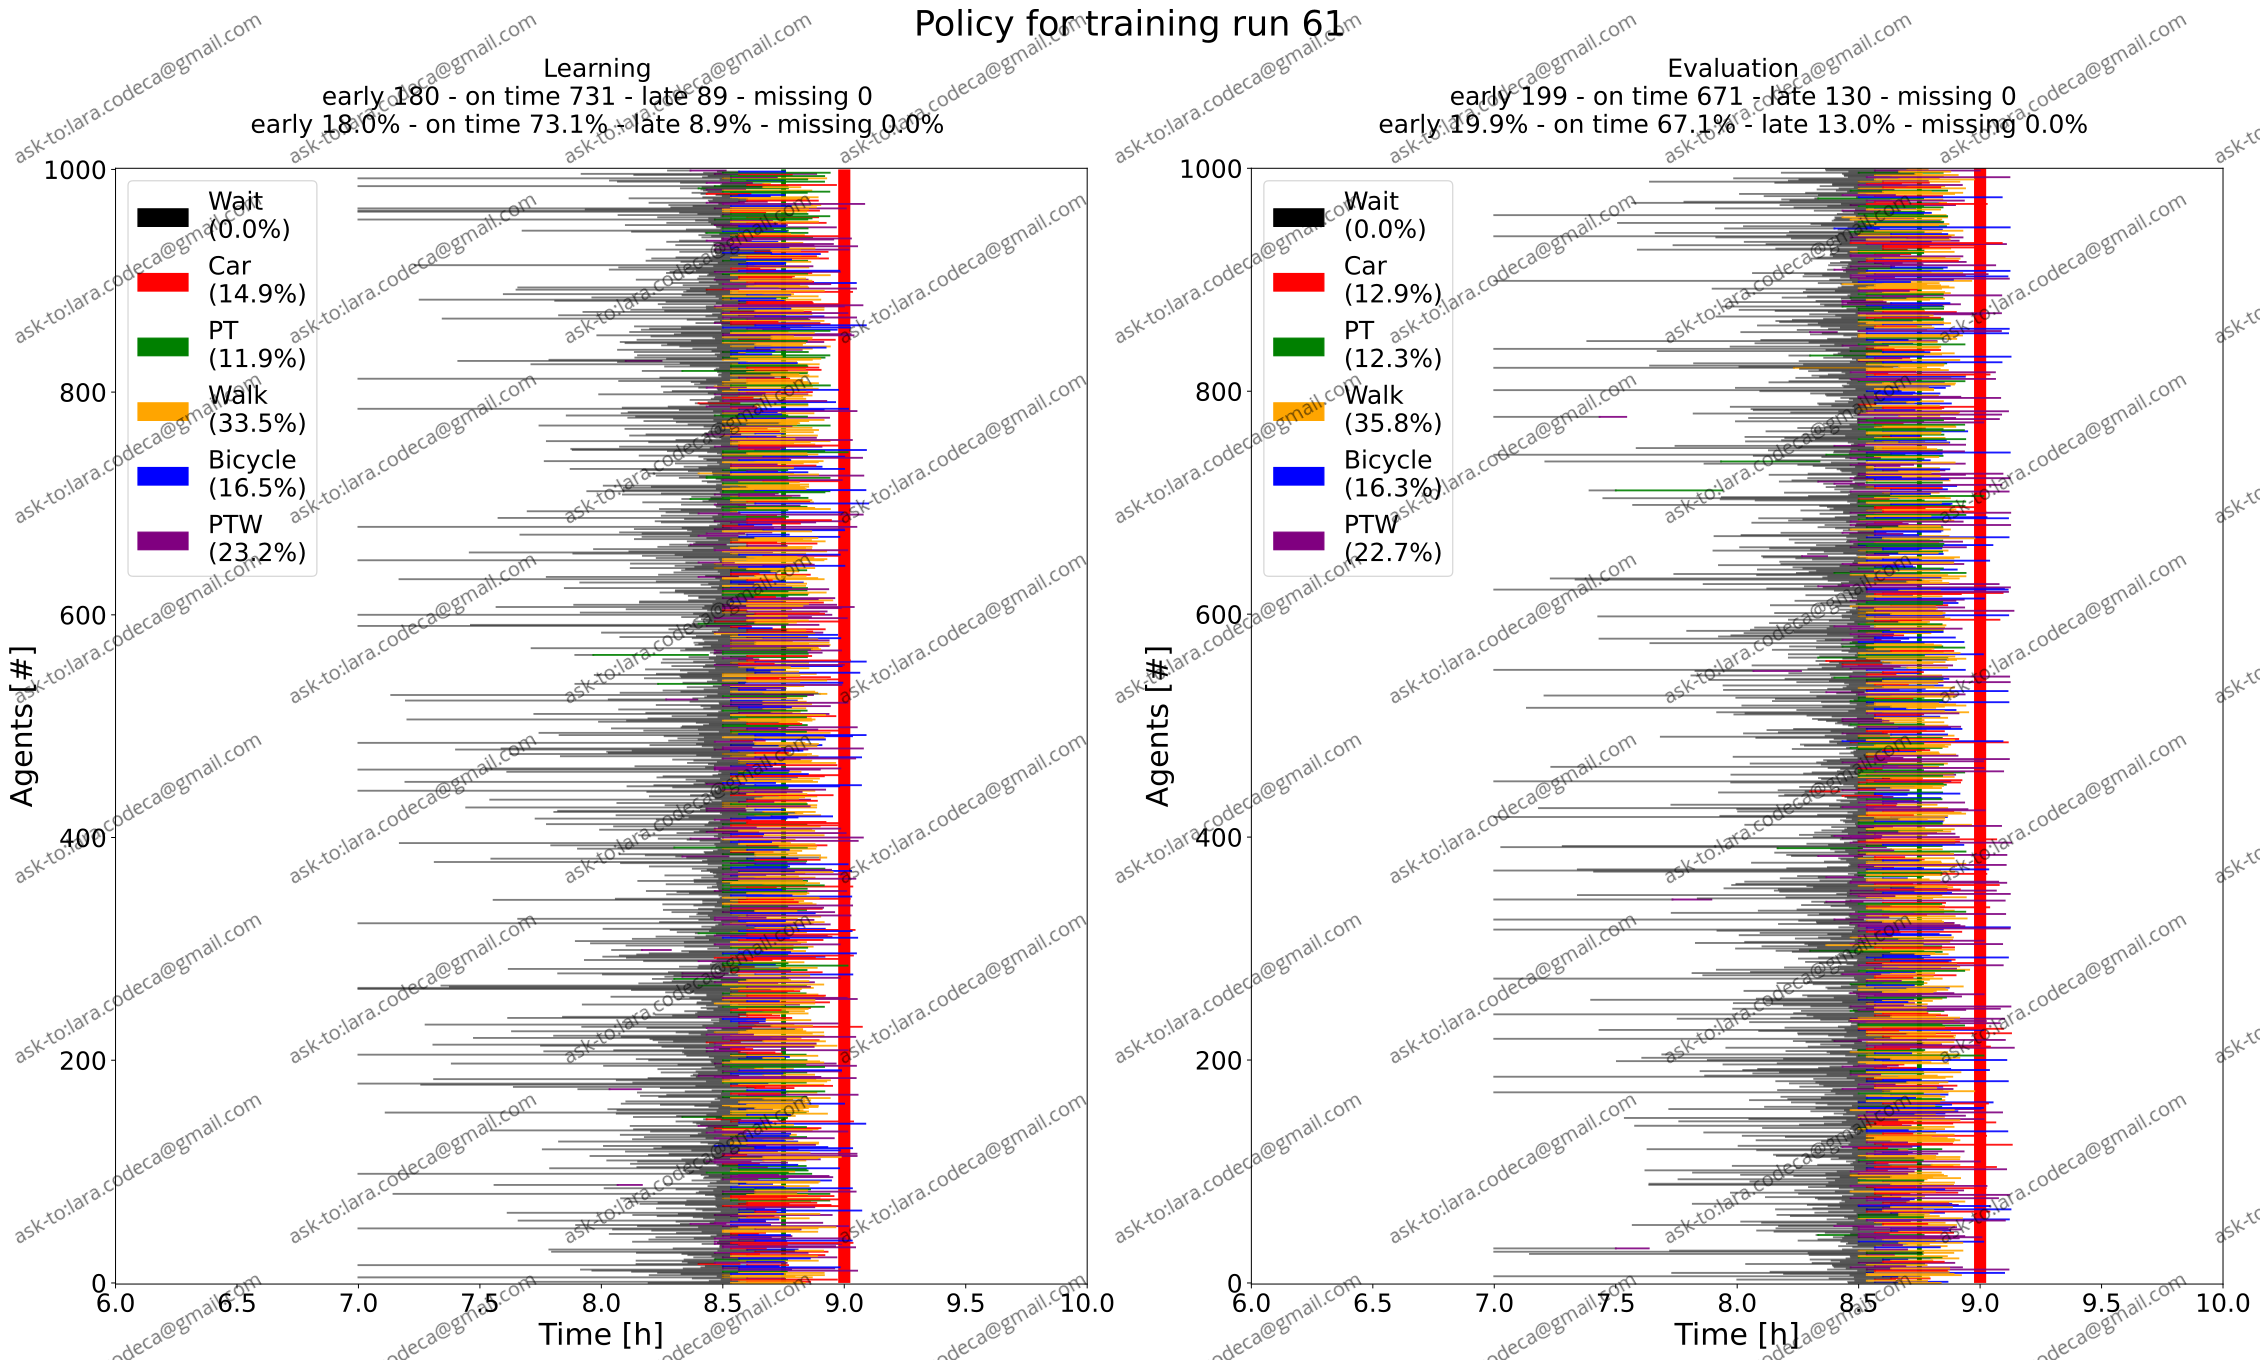 Policy for training run 61
Learning
early 180 - on time 731 - late 89 - missing 0
early 18.0% - on time 73.1% - late 8.9% - missing 0.0%
1000
800
600
400
200
0
Agents [#]
Wait
(0.0%)
Car
(14.9%)
PT
(11.9%)
Walk
(33.5%)
Bicycle
(16.5%)
PTW
(23.2%)
6.0 6.5 7.0 7.5 8.0 8.5 9.0 9.5 10.0
Time [h]
Evaluation
early 199 - on time 671 - late 130 - missing 0
early 19.9% - on time 67.1% - late 13.0% - missing 0.0%
1000
800
600
400
200
0
Agents [#]
Wait
(0.0%)
Car
(12.9%)
PT
(12.3%)
Walk
(35.8%)
Bicycle
(16.3%)
PTW
(22.7%)
6.0 6.5 7.0 7.5 8.0 8.5 9.0 9.5 10.0
Time [h]
ask-to:lara.codeca@gmail.com